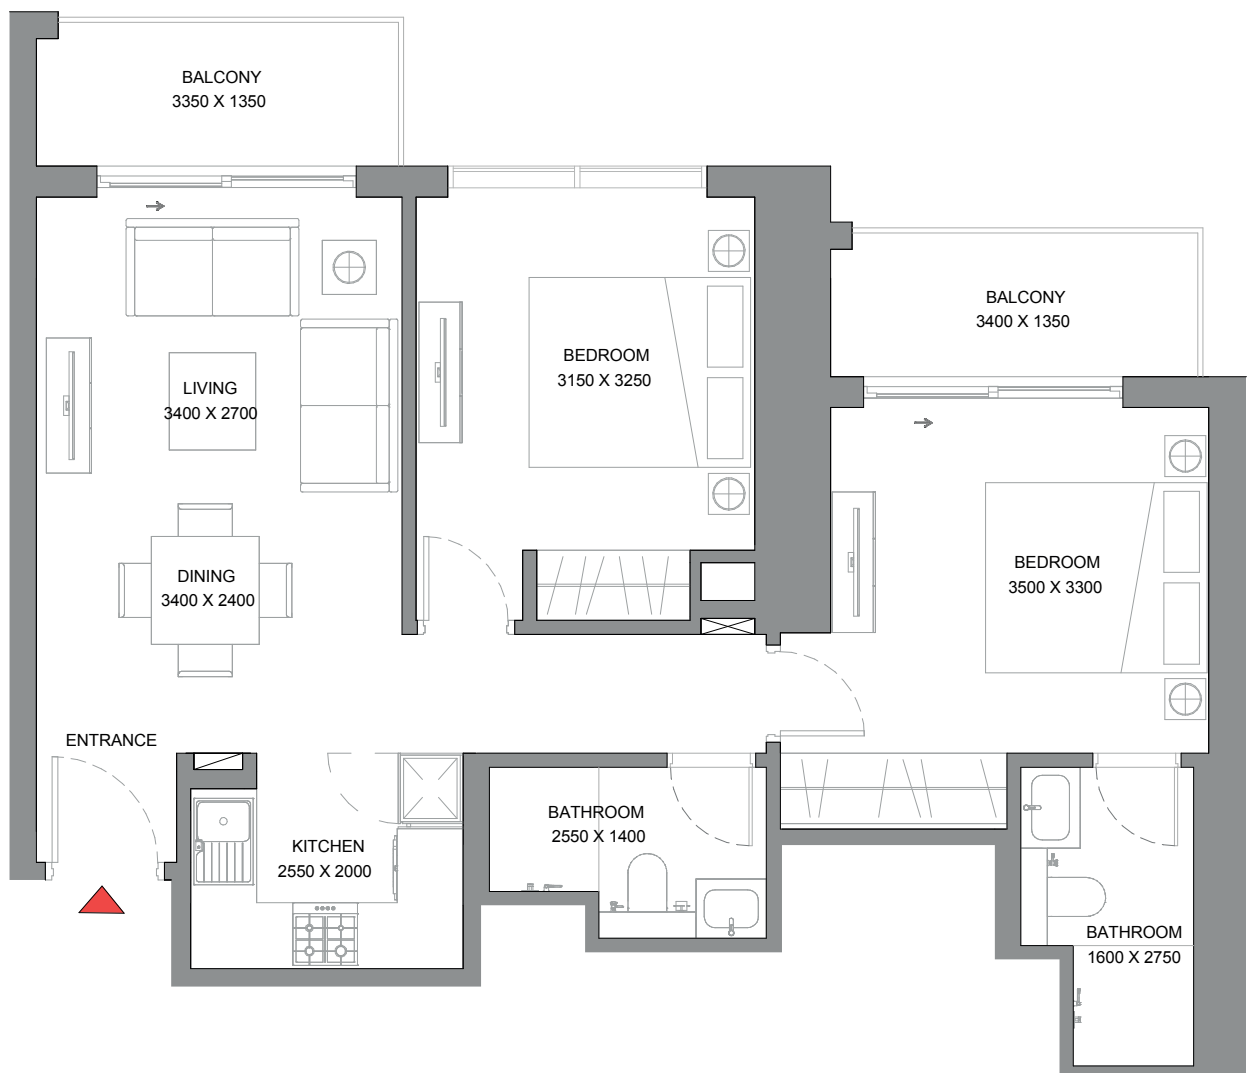 BALCONY
3350 X 1350
BALCONY
3400 X 1350
BEDROOM
3150 X 3250
LIVING
3400 X 2700
BEDROOM
3500 X 3300
DINING
3400 X 2400
ENTRANCE
BATHROOM
2550 X 1400
KITCHEN
2550 X 2000
BATHROOM
1600 X 2750